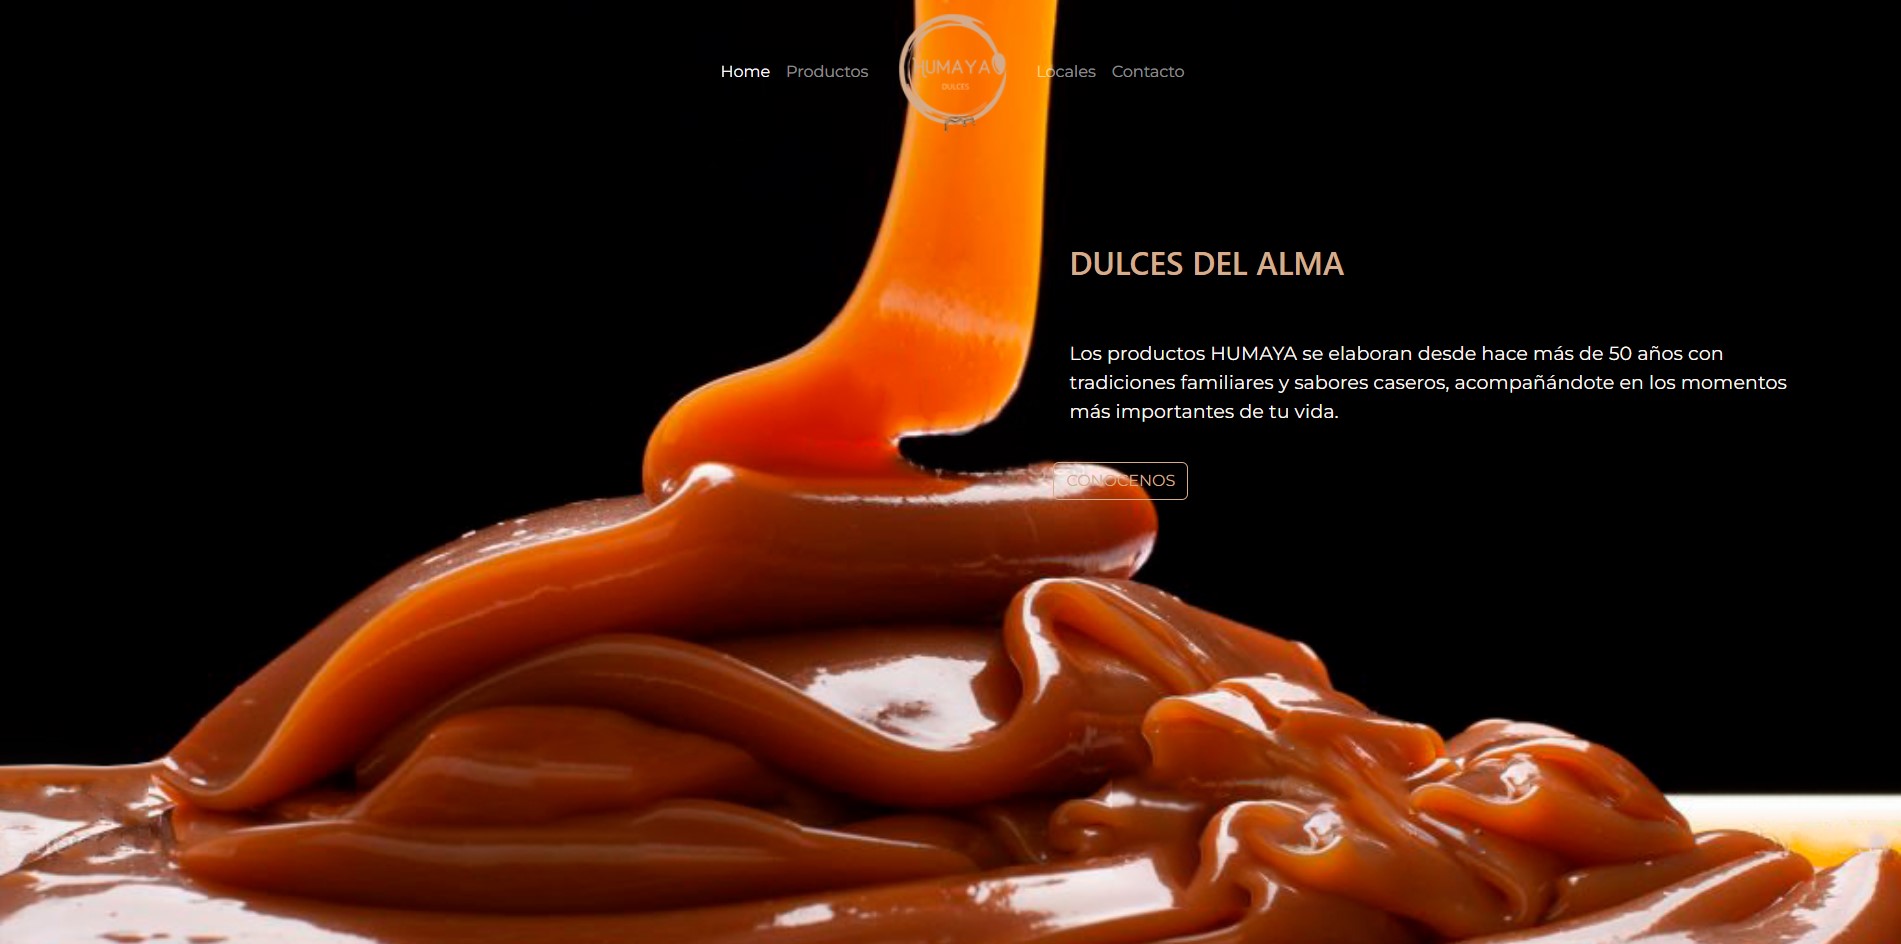 Home Productos HUMAYA Locales Contacto
DULCES
DULCES DEL ALMA
Los productos HUMAYA se elaboran desde hace más de 50 años con
tradiciones familiares y sabores caseros, acompañándote en los momentos
más importantes de tu vida.
CONOCENOS